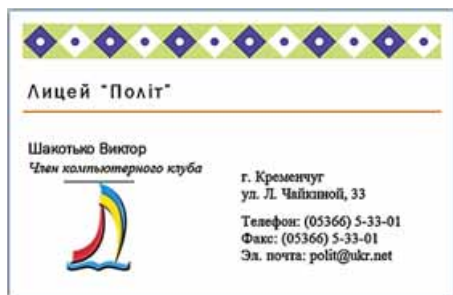 Лицей "Політ"
Шакотько Виктор
Член компьютерного клуба
г. Кременчуг
ул. Л. Чайкиной, 33
Телефон: (05366) 5-33-01
Факс: (05366) 5-33-01
Эл. почта: polit@ukr.net